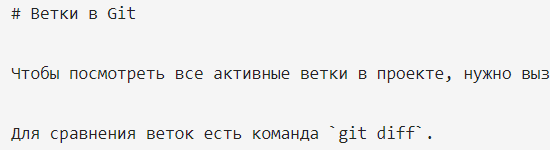 # Ветки в Git
Чтобы посмотреть все активные ветки в проекте, нужно выз
Для сравнения веток есть команда `git diff`.